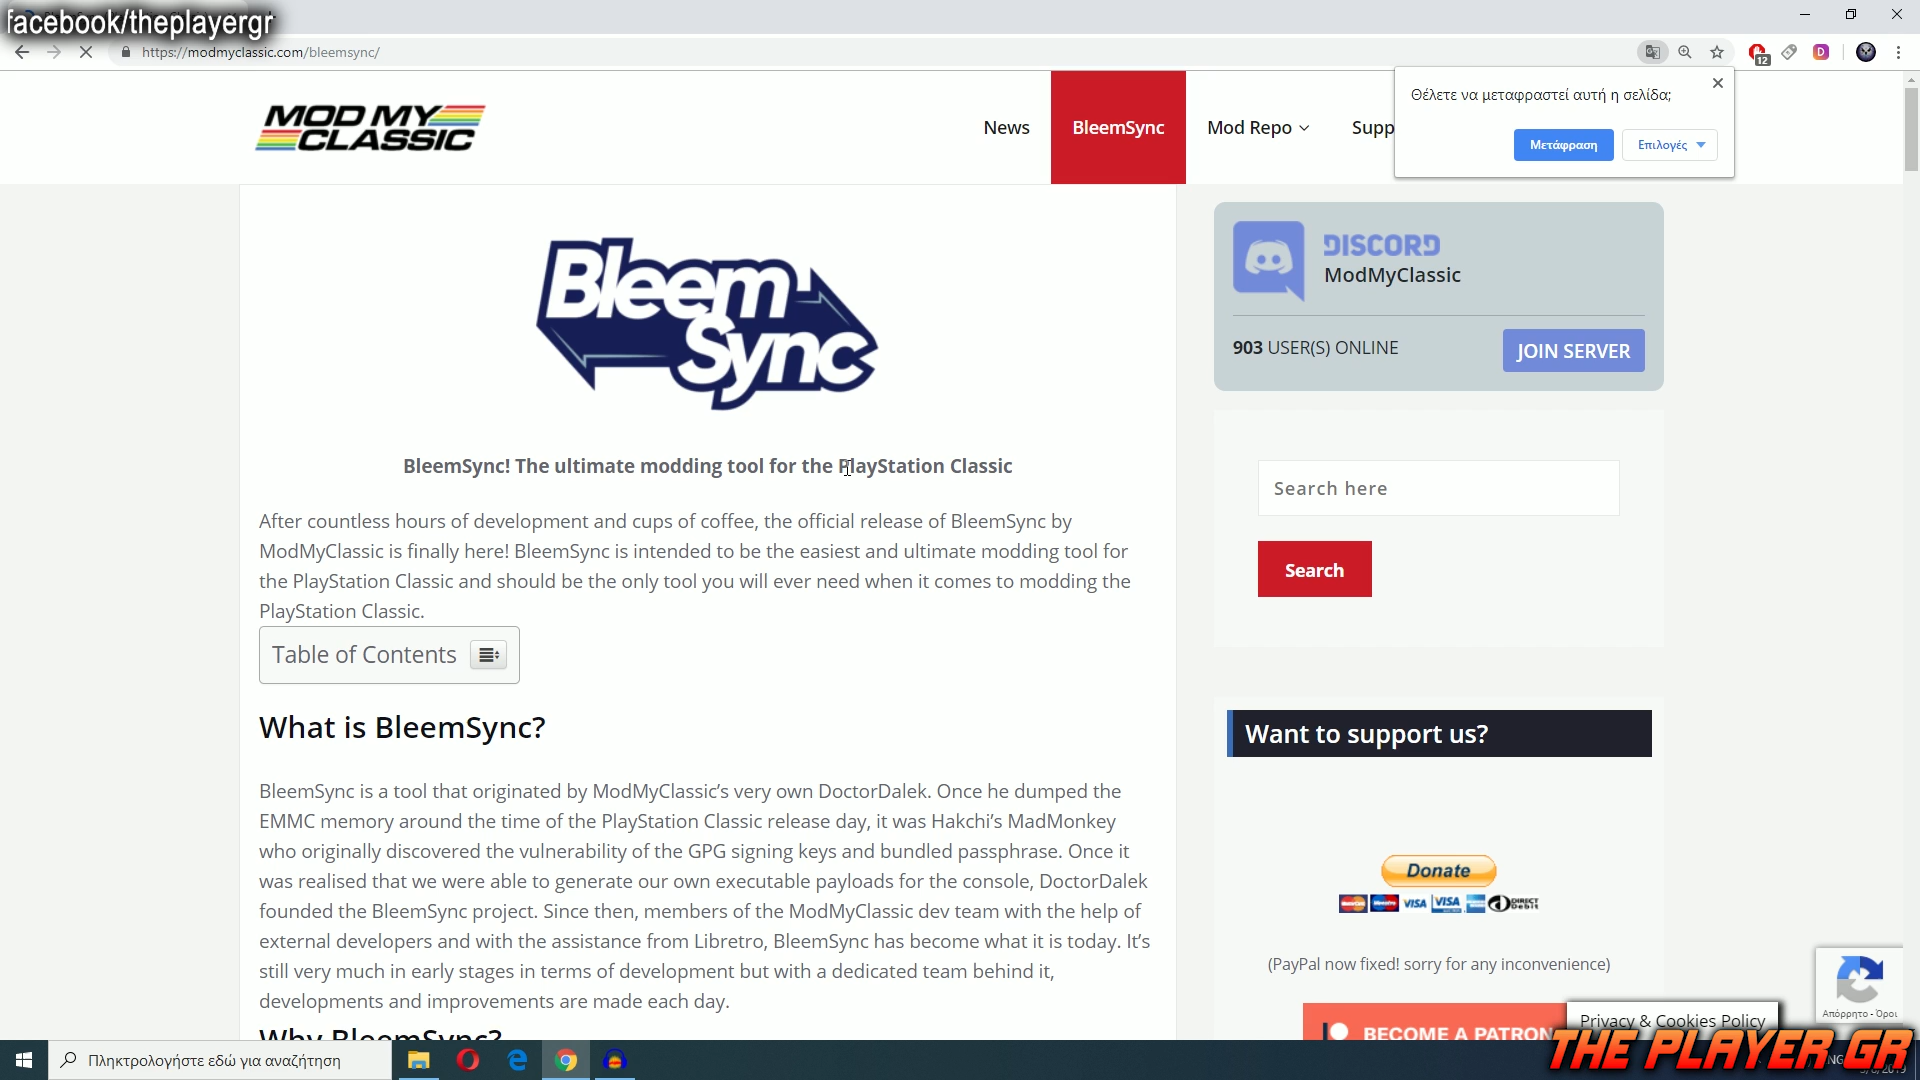 facebook/theplayergr
https://modmyclassic.com/bleemsync/
12
D
MOD MY CLASSIC
News
BleemSync
Mod Repo
Supp
Θέλετε να μεταφραστεί αυτή η σελίδα;
Μετάφραση
Επιλογές
Bleem
Sync
DISCORD
ModMyClassic
903 USER(S) ONLINE
JOIN SERVER
BleemSync! The ultimate modding tool for the PlayStation Classic
Search here
Search
After countless hours of development and cups of coffee, the official release of BleemSync by
ModMyClassic is finally here! BleemSync is intended to be the easiest and ultimate modding tool for
the PlayStation Classic and should be the only tool you will ever need when it comes to modding the
PlayStation Classic.
Table of Contents
What is BleemSync?
Want to support us?
BleemSync is a tool that originated by ModMyClassic’s very own DoctorDalek. Once he dumped the
EMMC memory around the time of the PlayStation Classic release day, it was Hakchi’s MadMonkey
who originally discovered the vulnerability of the GPG signing keys and bundled passphrase. Once it
was realised that we were able to generate our own executable payloads for the console, DoctorDalek
founded the BleemSync project. Since then, members of the ModMyClassic dev team with the help of
external developers and with the assistance from Libretro, BleemSync has become what it is today. It’s
still very much in early stages in terms of development but with a dedicated team behind it,
developments and improvements are made each day.
Why BleemSync?
Donate
VISA VISA DIRECT Debit
(PayPal now fixed! sorry for any inconvenience)
BECOME A PATRON
Απόρρητο - Όροι
Privacy & Cookies Policy
Πληκτρολογήστε εδώ για αναζήτηση
THE PLAYER GR